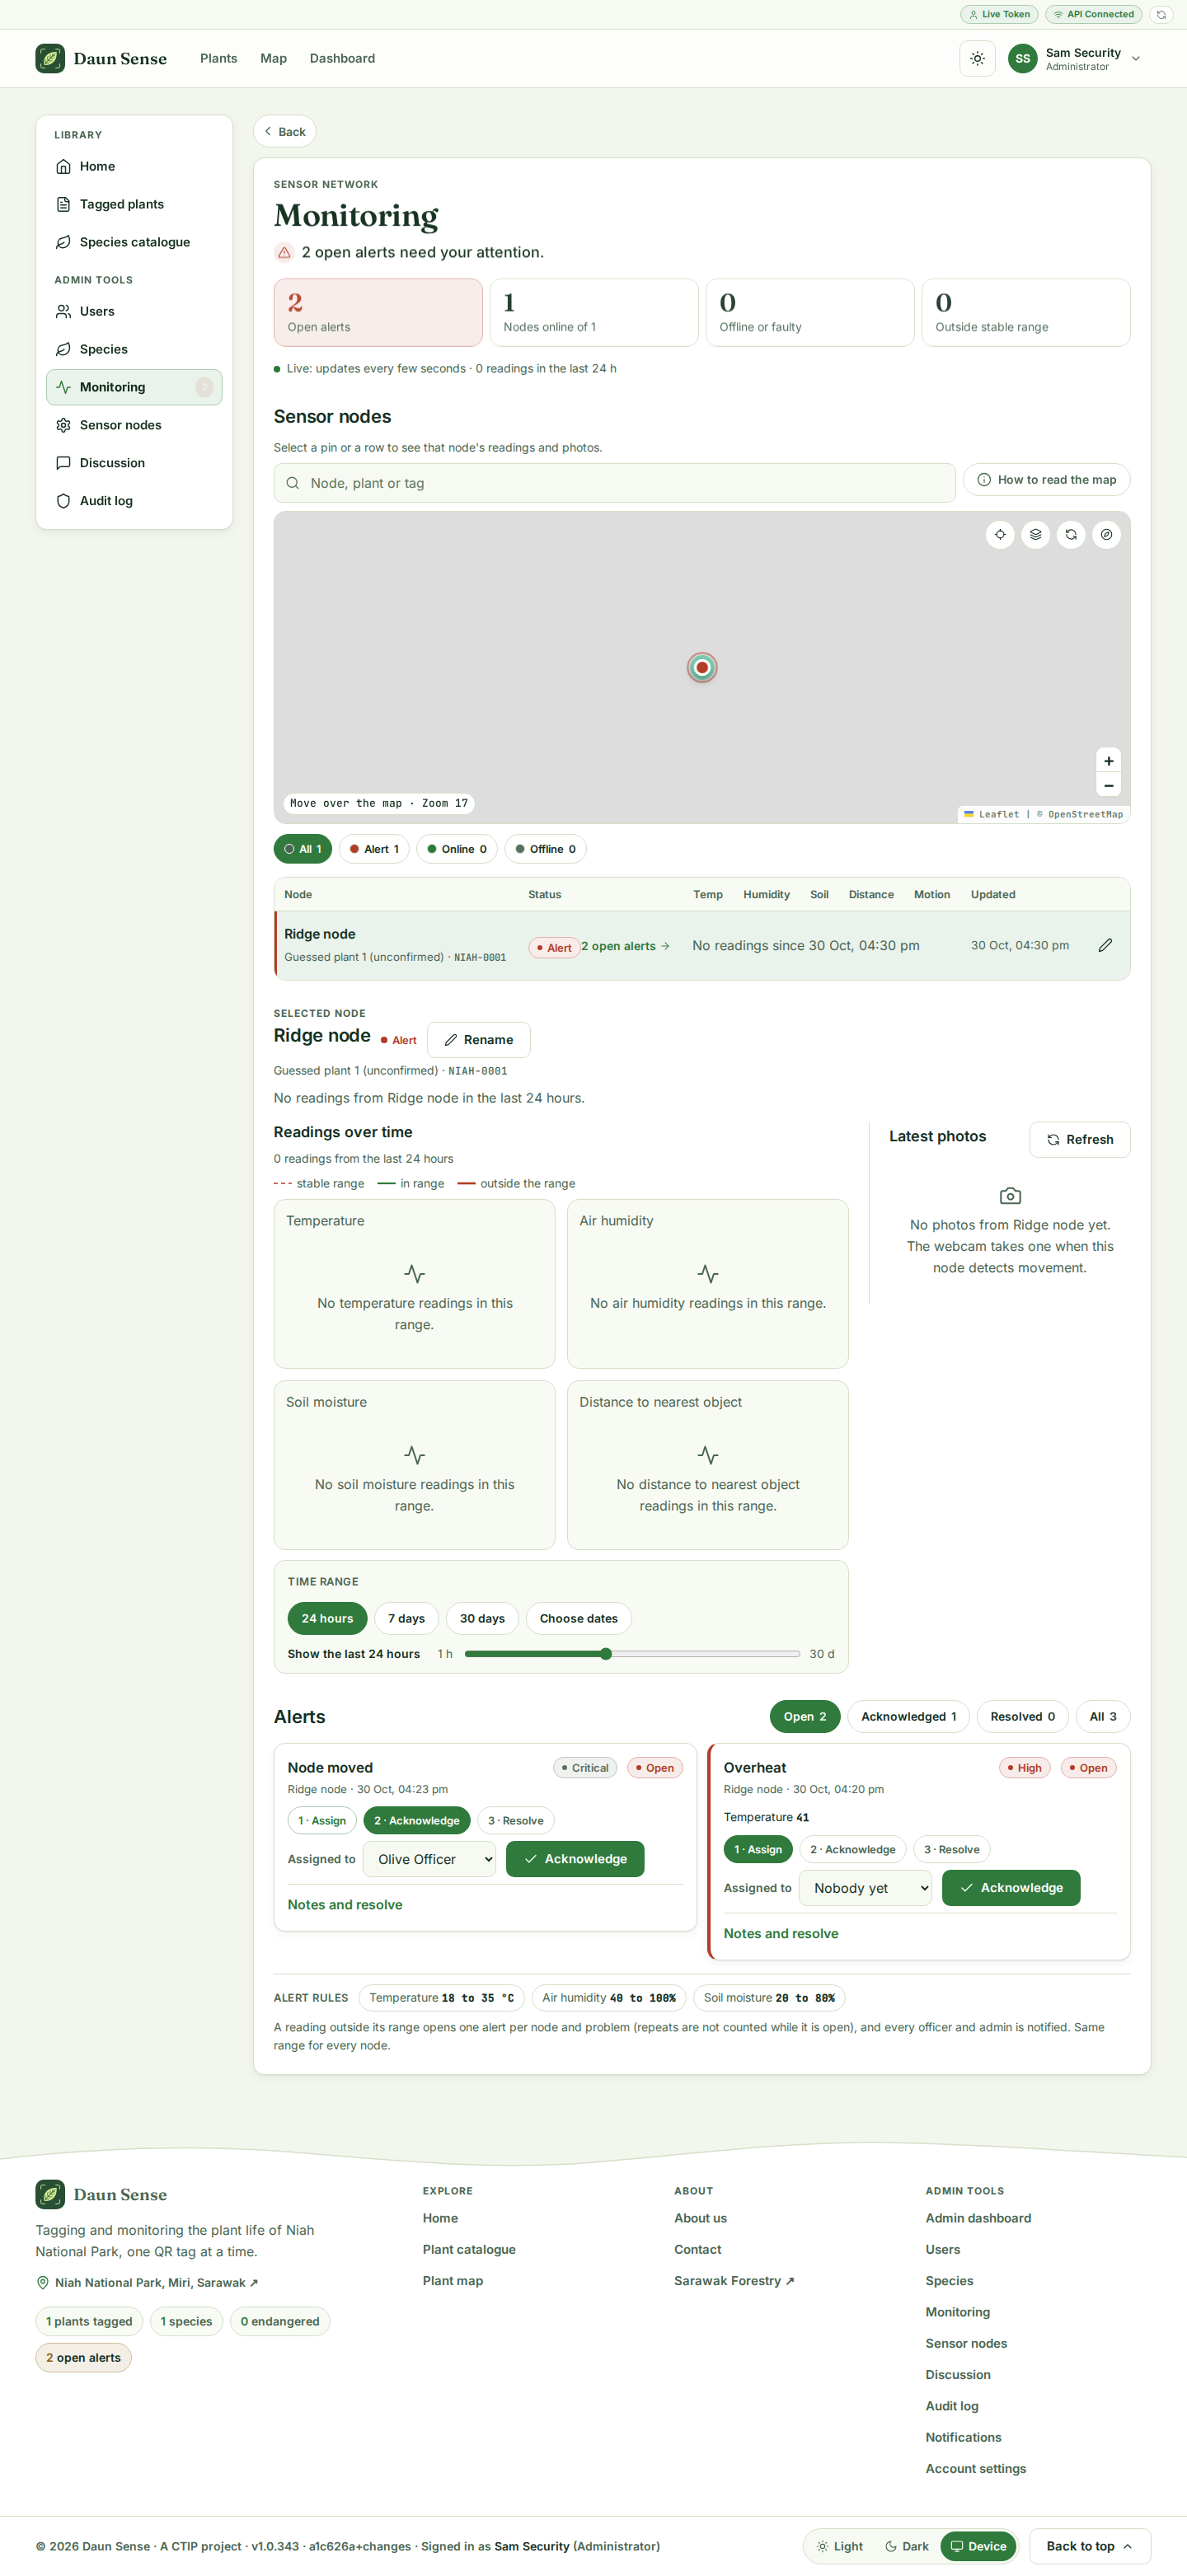 Live Token
API Connected
Daun Sense
Plants
Map
Dashboard
SS
Sam Security
Administrator
LIBRARY
Home
Tagged plants
Species catalogue
ADMIN TOOLS
Users
Species
Monitoring
Sensor nodes
Discussion
Audit log
Back
SENSOR NETWORK
Monitoring
2 open alerts need your attention.
2
Open alerts
1
Nodes online of 1
0
Offline or faulty
0
Outside stable range
Live: updates every few seconds · 0 readings in the last 24 h
Sensor nodes
Select a pin or a row to see that node's readings and photos.
Node, plant or tag
How to read the map
+
−
Move over the map · Zoom 17
Leaflet | © OpenStreetMap
All 1
Alert 1
Online 0
Offline 0
Node Status Temp Humidity Soil Distance Motion Updated
Ridge node
Guessed plant 1 (unconfirmed) · NIAH-0001
Alert
2 open alerts →
No readings since 30 Oct, 04:30 pm
30 Oct, 04:30 pm
SELECTED NODE
Ridge node
Alert
Rename
Guessed plant 1 (unconfirmed) · NIAH-0001
No readings from Ridge node in the last 24 hours.
Readings over time
0 readings from the last 24 hours
stable range
in range
outside the range
Temperature
No temperature readings in this
range.
Air humidity
No air humidity readings in this range.
Soil moisture
No soil moisture readings in this
range.
Distance to nearest object
No distance to nearest object
readings in this range.
Latest photos
Refresh
No photos from Ridge node yet.
The webcam takes one when this
node detects movement.
TIME RANGE
24 hours
7 days
30 days
Choose dates
Show the last 24 hours
1 h
30 d
Alerts
Open 2
Acknowledged 1
Resolved 0
All 3
Node moved
Critical
Open
Ridge node · 30 Oct, 04:23 pm
1 · Assign
2 · Acknowledge
3 · Resolve
Assigned to
Olive Officer
Acknowledge
Notes and resolve
Overheat
High
Open
Ridge node · 30 Oct, 04:20 pm
Temperature 41
1 · Assign
2 · Acknowledge
3 · Resolve
Assigned to
Nobody yet
Acknowledge
Notes and resolve
ALERT RULES
Temperature 18 to 35 °C
Air humidity 40 to 100%
Soil moisture 20 to 80%
A reading outside its range opens one alert per node and problem (repeats are not counted while it is open), and every officer and admin is notified. Same
range for every node.
Daun Sense
Tagging and monitoring the plant life of Niah
National Park, one QR tag at a time.
Niah National Park, Miri, Sarawak ↗
1 plants tagged
1 species
0 endangered
2 open alerts
EXPLORE
Home
Plant catalogue
Plant map
ABOUT
About us
Contact
Sarawak Forestry ↗
ADMIN TOOLS
Admin dashboard
Users
Species
Monitoring
Sensor nodes
Discussion
Audit log
Notifications
Account settings
© 2026 Daun Sense · A CTIP project · v1.0.343 · a1c626a+changes · Signed in as Sam Security (Administrator)
Light
Dark
Device
Back to top